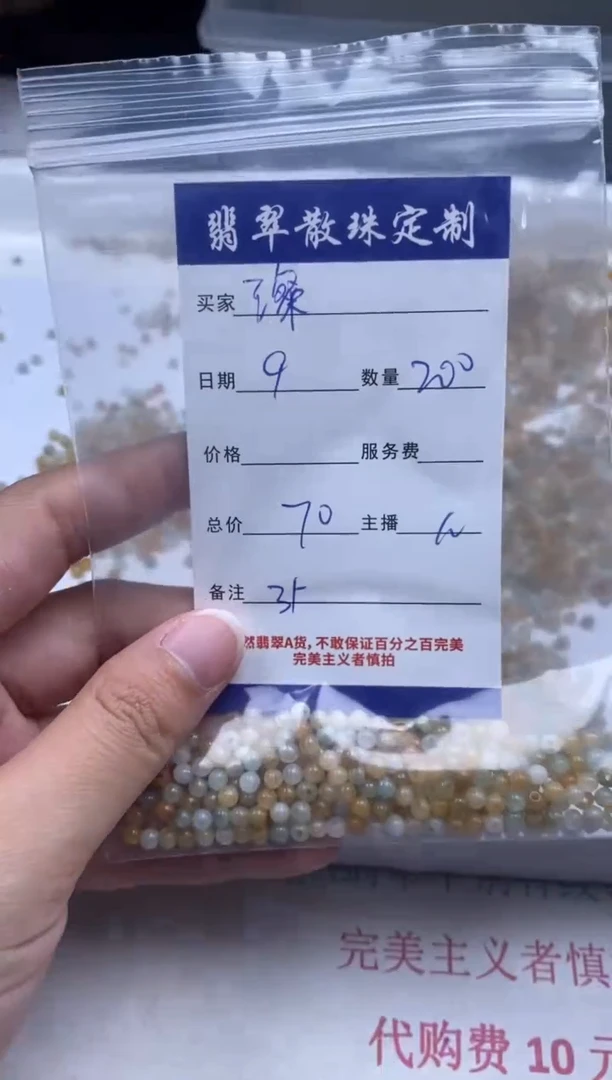 翡翠散珠定制
买家
日期 9 数量 200
价格 服务费
总价 70 主播
备注
然翡翠A货,不敢保证百分之百完美
完美主义者慎拍
完美主义者慎
代购费 10 元